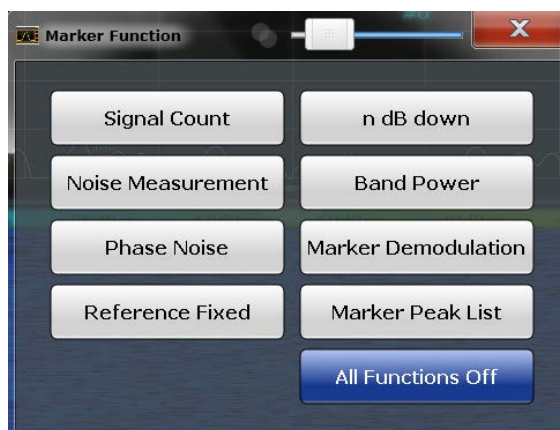 Marker Function
Signal Count
n dB down
Noise Measurement
Band Power
Phase Noise
Marker Demodulation
Reference Fixed
Marker Peak List
All Functions Off